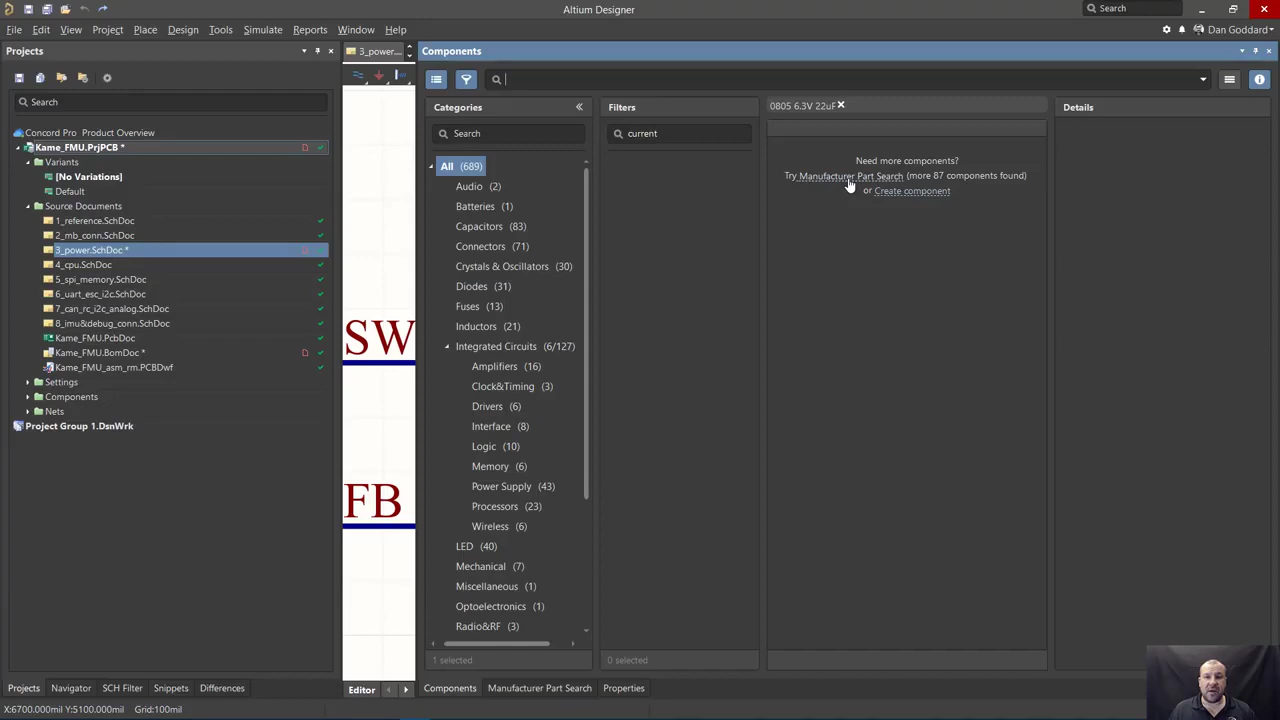 Altium Designer
Search
File Edit View Project Place Design Tools Simulate Reports Window Help
Dan Goddard
Projects
Search
Concord Pro Product Overview
Kame_FMU.PrjPCB *
Variants
[No Variations]
Default
Source Documents
1_reference.SchDoc
2_mb_conn.SchDoc
3_power.SchDoc *
4_cpu.SchDoc
5_spi_memory.SchDoc
6_uart_esc_i2c.SchDoc
7_can_rc_i2c_analog.SchDoc
8_imu&debug_conn.SchDoc
Kame_FMU.PcbDoc
Kame_FMU.BomDoc *
Kame_FMU_asm_rm.PCBDwf
Settings
Components
Nets
Project Group 1.DsnWrk
3_power....
SW
FB
Editor
Components
Categories
Search
All (689)
Audio (2)
Batteries (1)
Capacitors (83)
Connectors (71)
Crystals & Oscillators (30)
Diodes (31)
Fuses (13)
Inductors (21)
Integrated Circuits (6/127)
Amplifiers (16)
Clock&Timing (3)
Drivers (6)
Interface (8)
Logic (10)
Memory (6)
Power Supply (43)
Processors (23)
Wireless (6)
LED (40)
Mechanical (7)
Miscellaneous (1)
Optoelectronics (1)
Radio&RF (3)
1 selected
Filters
current
0 selected
0805 6.3V 22uF
Need more components?
Try Manufacturer Part Search (more 87 components found)
or Create component
Details
Projects Navigator SCH Filter Snippets Differences
Components Manufacturer Part Search Properties
X:6700.000mil Y:5100.000mil Grid:100mil